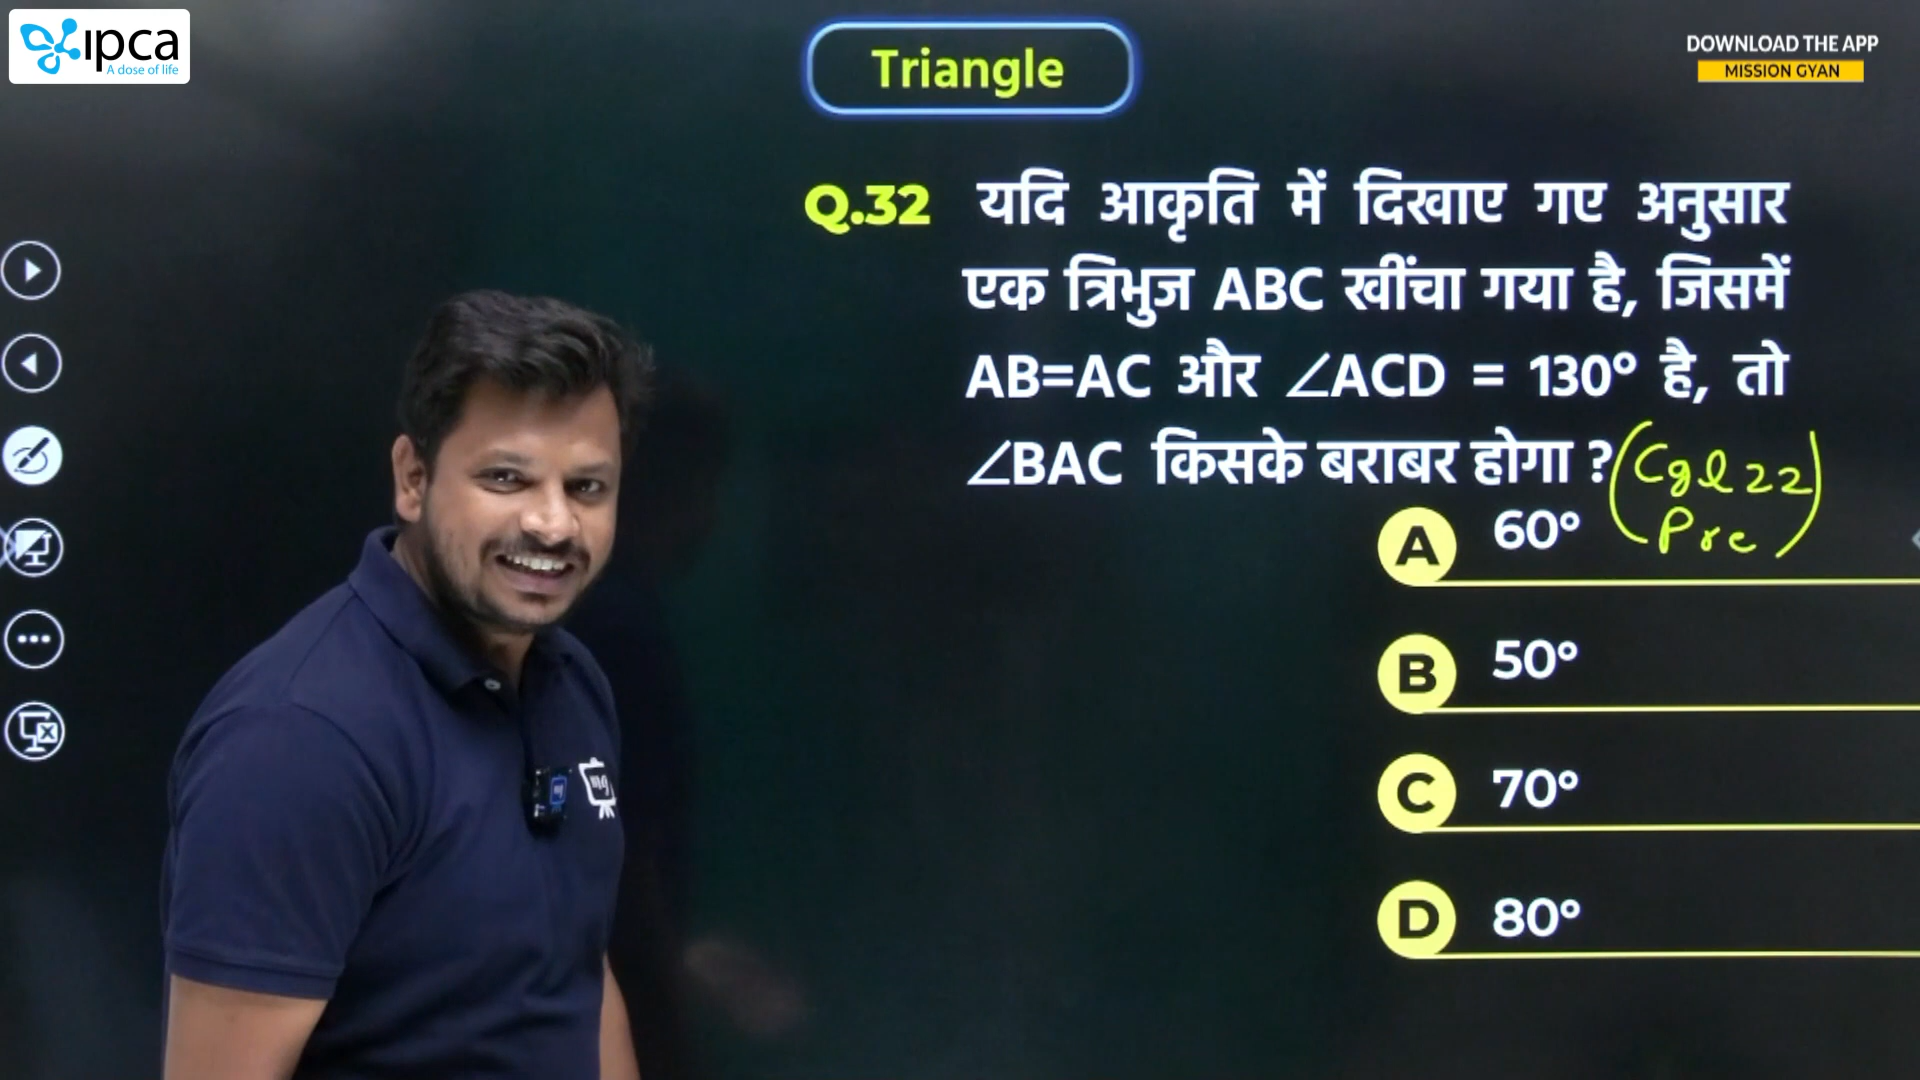 ipca
A dose of life
Triangle
DOWNLOAD THE APP
MISSION GYAN
Q.32 यदि आकृति में दिखाए गए अनुसार
एक त्रिभुज ABC खींचा गया है, जिसमें
AB=AC और ∠ACD = 130° है, तो
∠BAC किसके बराबर होगा ?
(Cgl 22
Pre)
A 60°
B 50°
C 70°
D 80°
mg